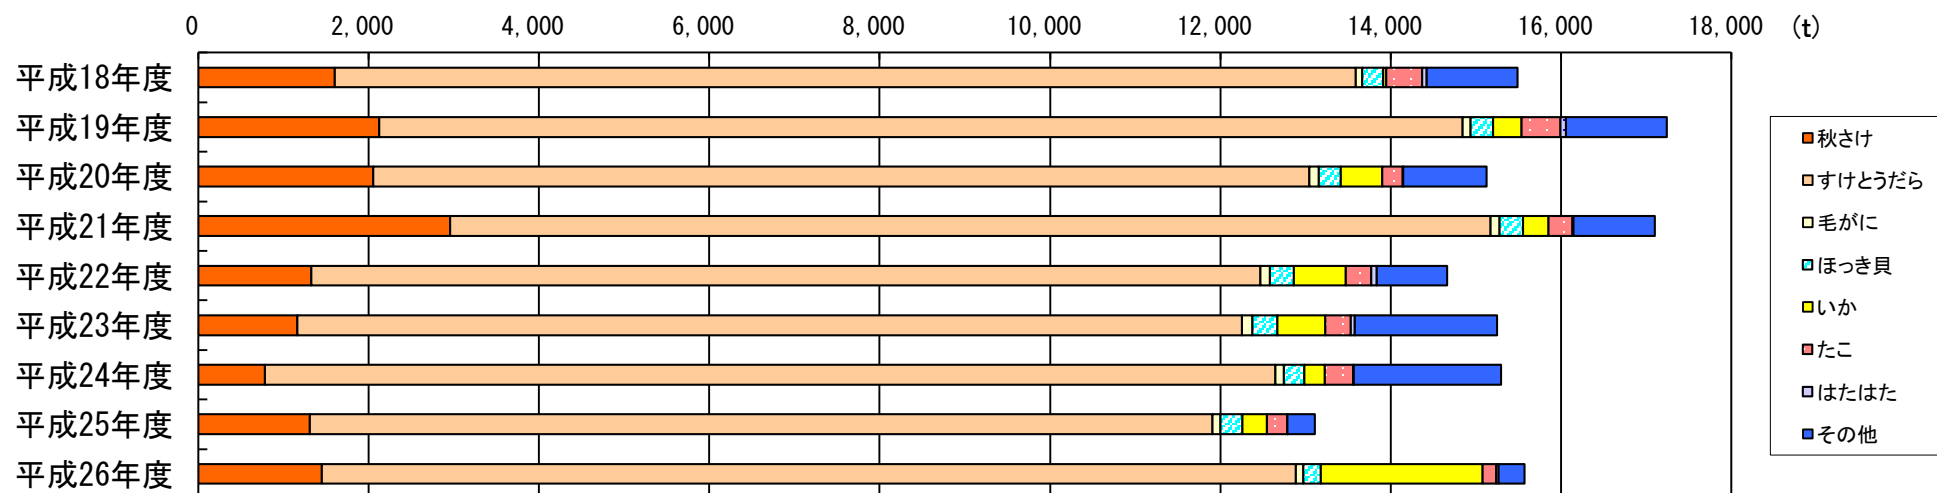 0 2,000 4,000 6,000 8,000 10,000 12,000 14,000 16,000 18,000 (t)
平成18年度
平成19年度
平成20年度
平成21年度
平成22年度
平成23年度
平成24年度
平成25年度
平成26年度
秋さけ
すけとうだら
毛がに
ほっき貝
いか
たこ
はたはた
その他